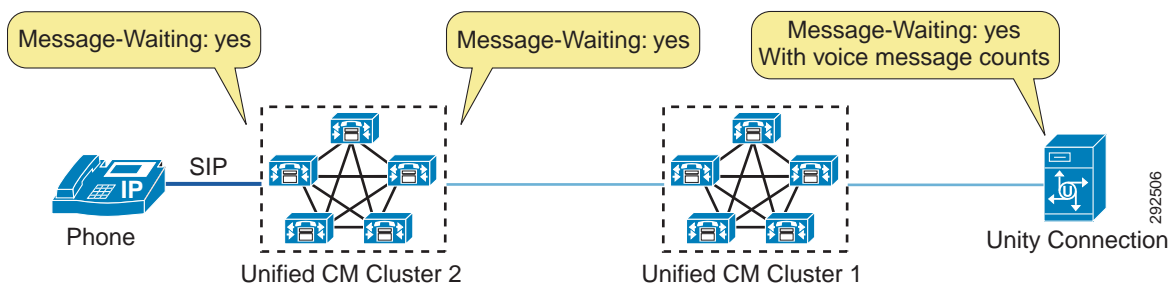 Message-Waiting: yes
Message-Waiting: yes
Message-Waiting: yes
With voice message counts
SIP
IP
U
Phone
Unified CM Cluster 2
Unified CM Cluster 1
Unity Connection
292506